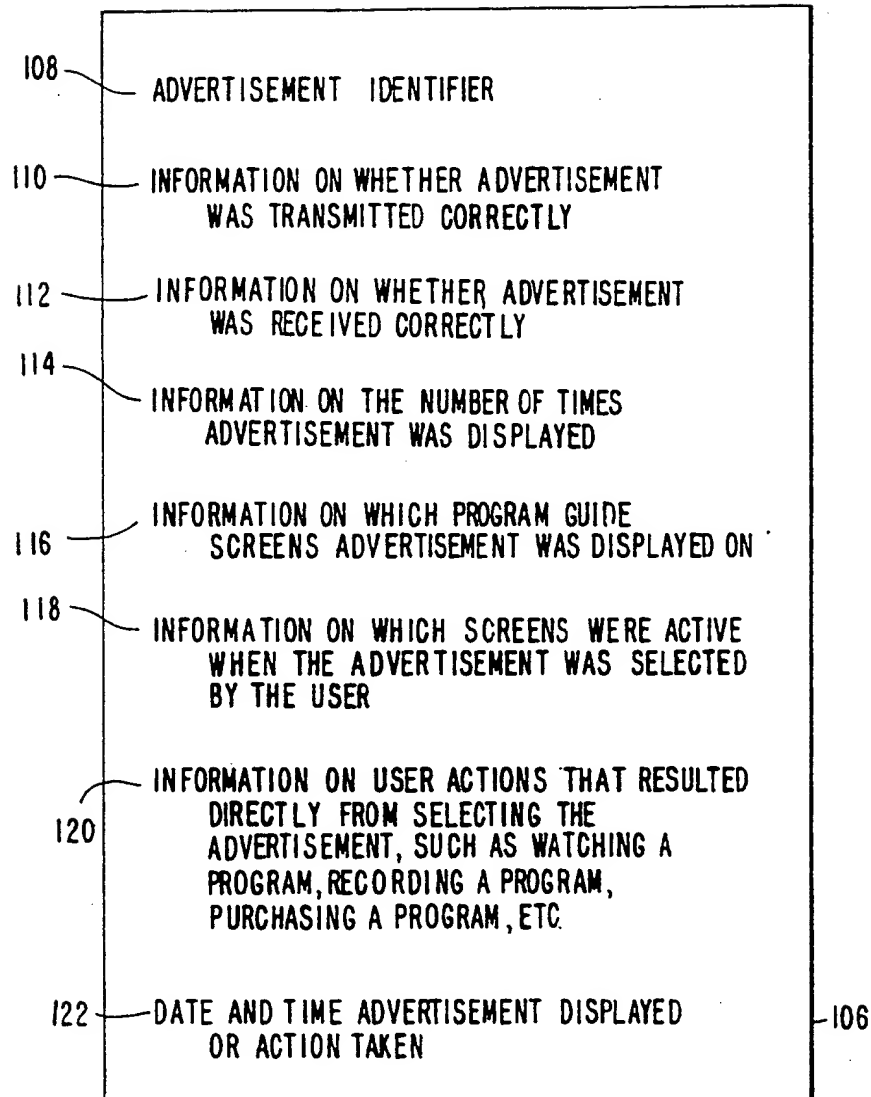 108
ADVERTISEMENT IDENTIFIER
110
INFORMATION ON WHETHER ADVERTISEMENT
WAS TRANSMITTED CORRECTLY
112
INFORMATION ON WHETHER ADVERTISEMENT
WAS RECEIVED CORRECTLY
114
INFORMATION ON THE NUMBER OF TIMES
ADVERTISEMENT WAS DISPLAYED
INFORMATION ON WHICH PROGRAM GUIDE
116
SCREENS ADVERTISEMENT WAS DISPLAYED ON
118
INFORMATION ON WHICH SCREENS WERE ACTIVE
WHEN THE ADVERTISEMENT WAS SELECTED
BY THE USER
INFORMATION ON USER ACTIONS THAT RESULTED
120
DIRECTLY FROM SELECTING THE
ADVERTISEMENT, SUCH AS WATCHING A
PROGRAM, RECORDING A PROGRAM,
PURCHASING A PROGRAM, ETC.
122
DATE AND TIME ADVERTISEMENT DISPLAYED
106
OR ACTION TAKEN